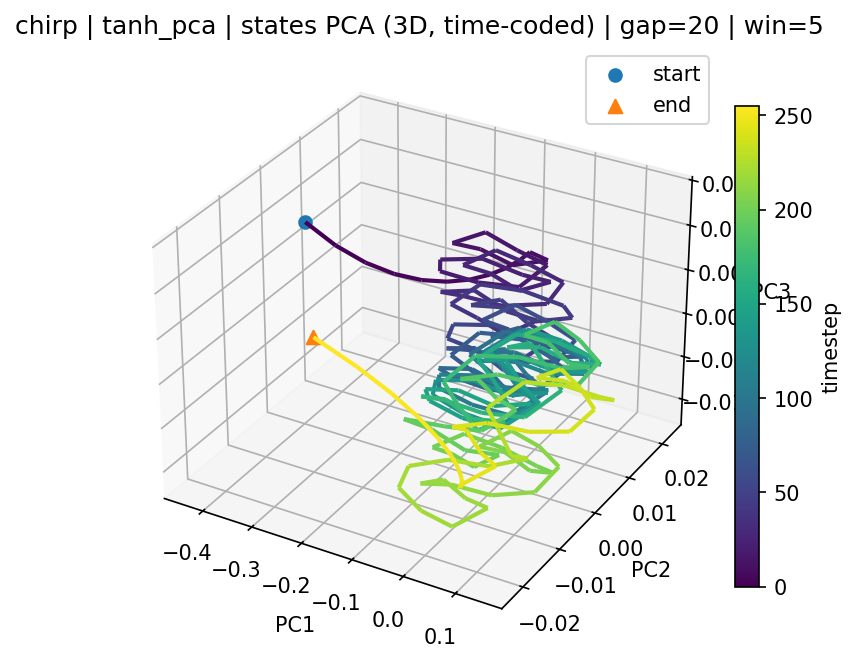 chirp | tanh_pca | states PCA (3D, time-coded) | gap=20 | win=5
start
end
250
200
150
100
50
0
timestep
PC3
0.02
0.01
0.00
−0.01
−0.02
PC2
−0.4
−0.3
−0.2
−0.1
0.0
0.1
PC1